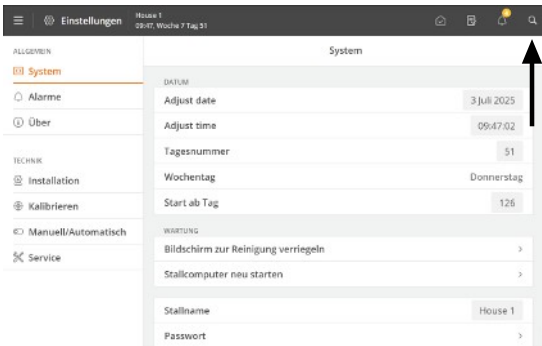 Einstellungen
House 1
09:47, Woche 7 Tag 51
ALLGEMEIN
System
Alarme
Über
TECHNIK
Installation
Kalibrieren
Manuell/Automatisch
Service
System
DATUM
Adjust date 3 Juli 2025
Adjust time 09:47:02
Tagesnummer 51
Wochentag Donnerstag
Start ab Tag 126
WARTUNG
Bildschirm zur Reinigung verriegeln
Stallcomputer neu starten
Stallname House 1
Passwort